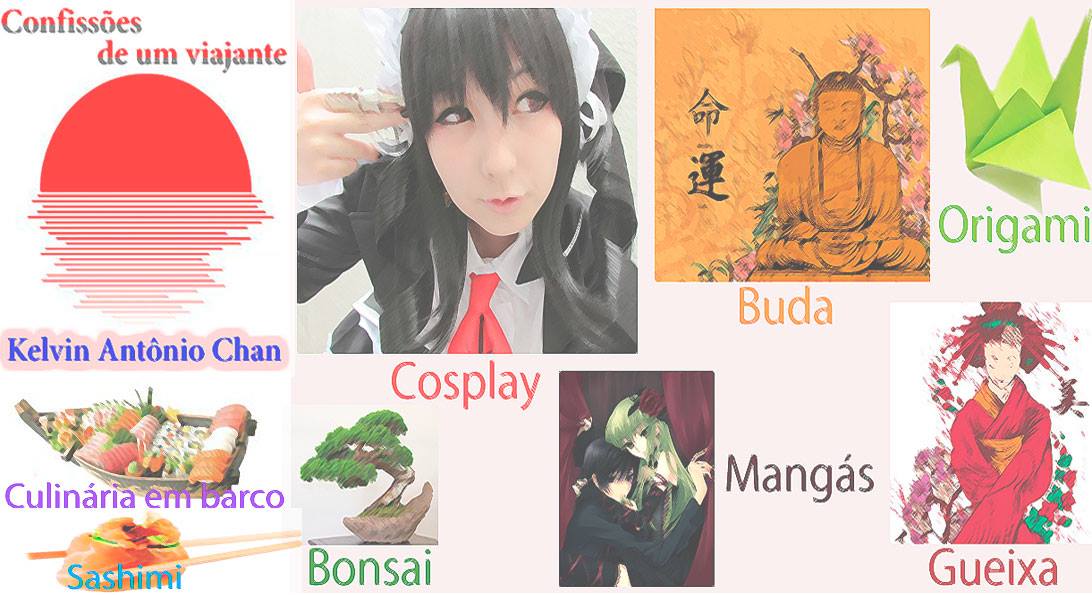 Confissões
de um viajante
Kelvin Antônio Chan
Culinária em barco
Sashimi
Cosplay
Bonsai
命
運
Buda
Origami
Mangás
美
Gueixa